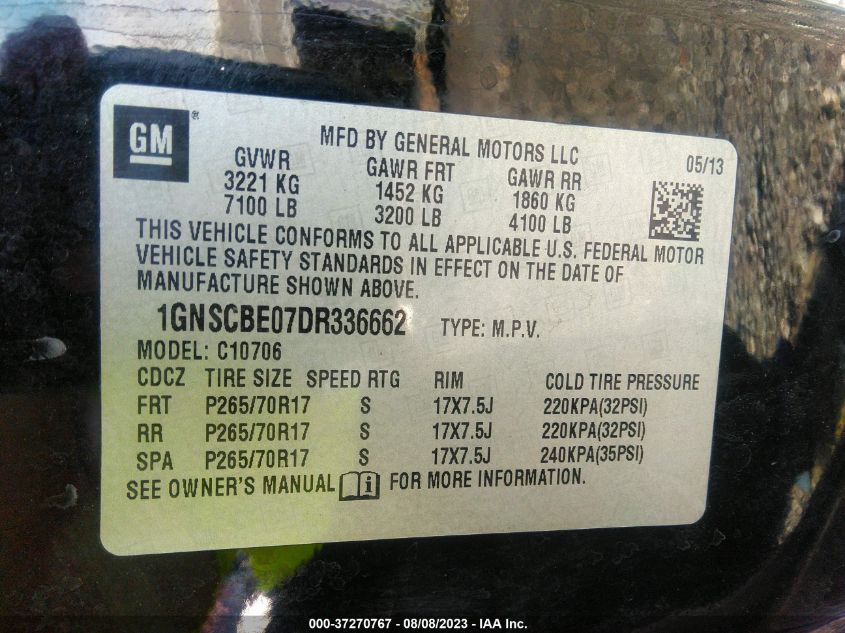 GM®
MFD BY GENERAL MOTORS LLC
05/13
GVWR GAWR FRT GAWR RR
3221 KG 1452 KG 1860 KG
7100 LB 3200 LB 4100 LB
THIS VEHICLE CONFORMS TO ALL APPLICABLE U.S. FEDERAL MOTOR
VEHICLE SAFETY STANDARDS IN EFFECT ON THE DATE OF
MANUFACTURE SHOWN ABOVE.
1GNSCBE07DR336662 TYPE: M.P.V.
MODEL: C10706
CDCZ TIRE SIZE SPEED RTG RIM COLD TIRE PRESSURE
FRT P265/70R17 S 17X7.5J 220KPA(32PSI)
RR P265/70R17 S 17X7.5J 220KPA(32PSI)
SPA P265/70R17 S 17X7.5J 240KPA(35PSI)
SEE OWNER'S MANUAL i FOR MORE INFORMATION.
000-37270767 - 08/08/2023 - IAA Inc.